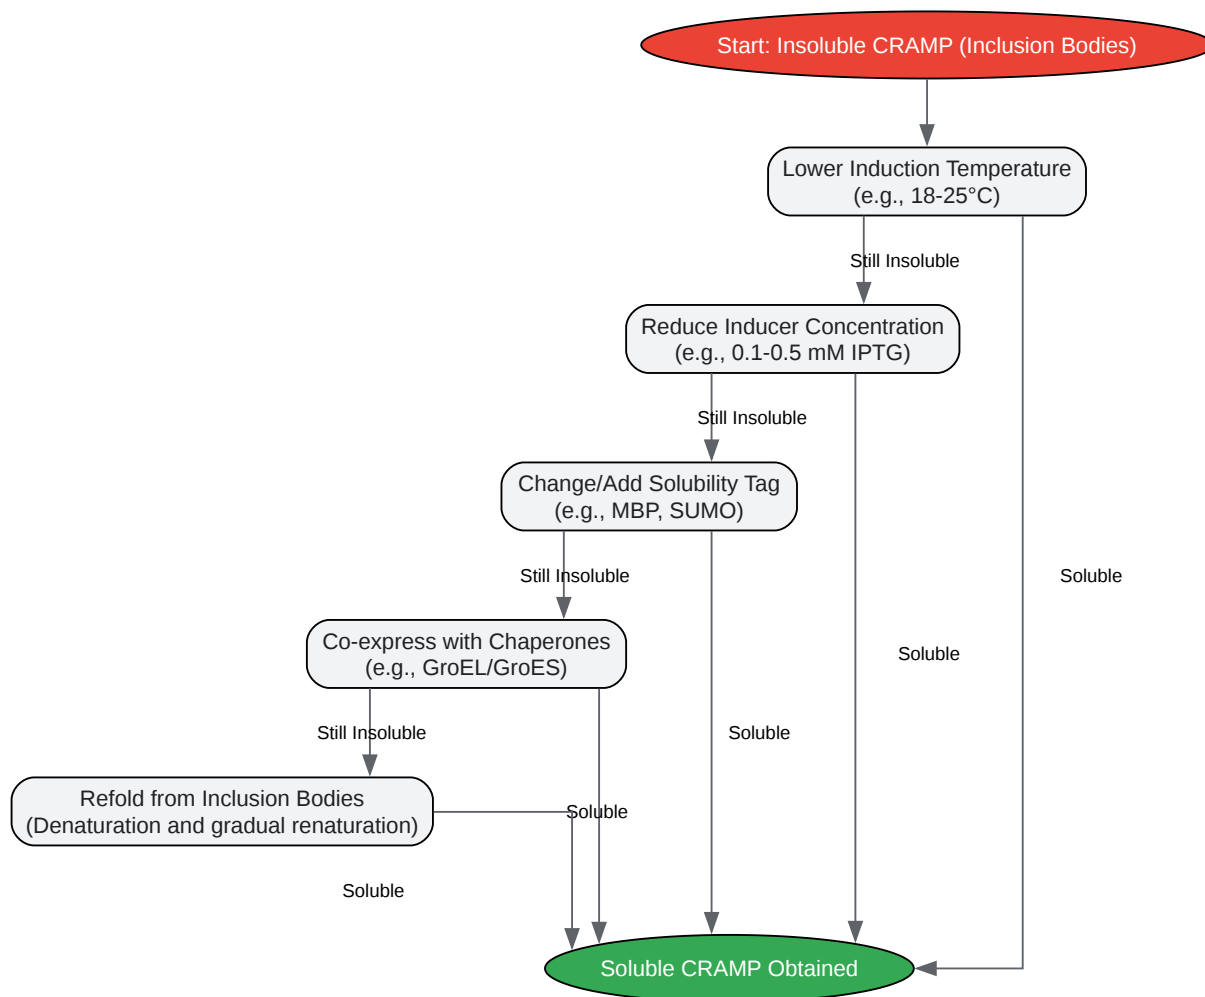 Start: Insoluble CRAMP (Inclusion Bodies)
Lower Induction Temperature
(e.g., 18-25°C)
Still Insoluble
Reduce Inducer Concentration
(e.g., 0.1-0.5 mM IPTG)
Still Insoluble
Change/Add Solubility Tag
(e.g., MBP, SUMO)
Still Insoluble
Soluble
Co-express with Chaperones
(e.g., GroEL/GroES)
Soluble
Still Insoluble
Soluble
Refold from Inclusion Bodies
(Denaturation and gradual renaturation)
Soluble
Soluble
Soluble CRAMP Obtained